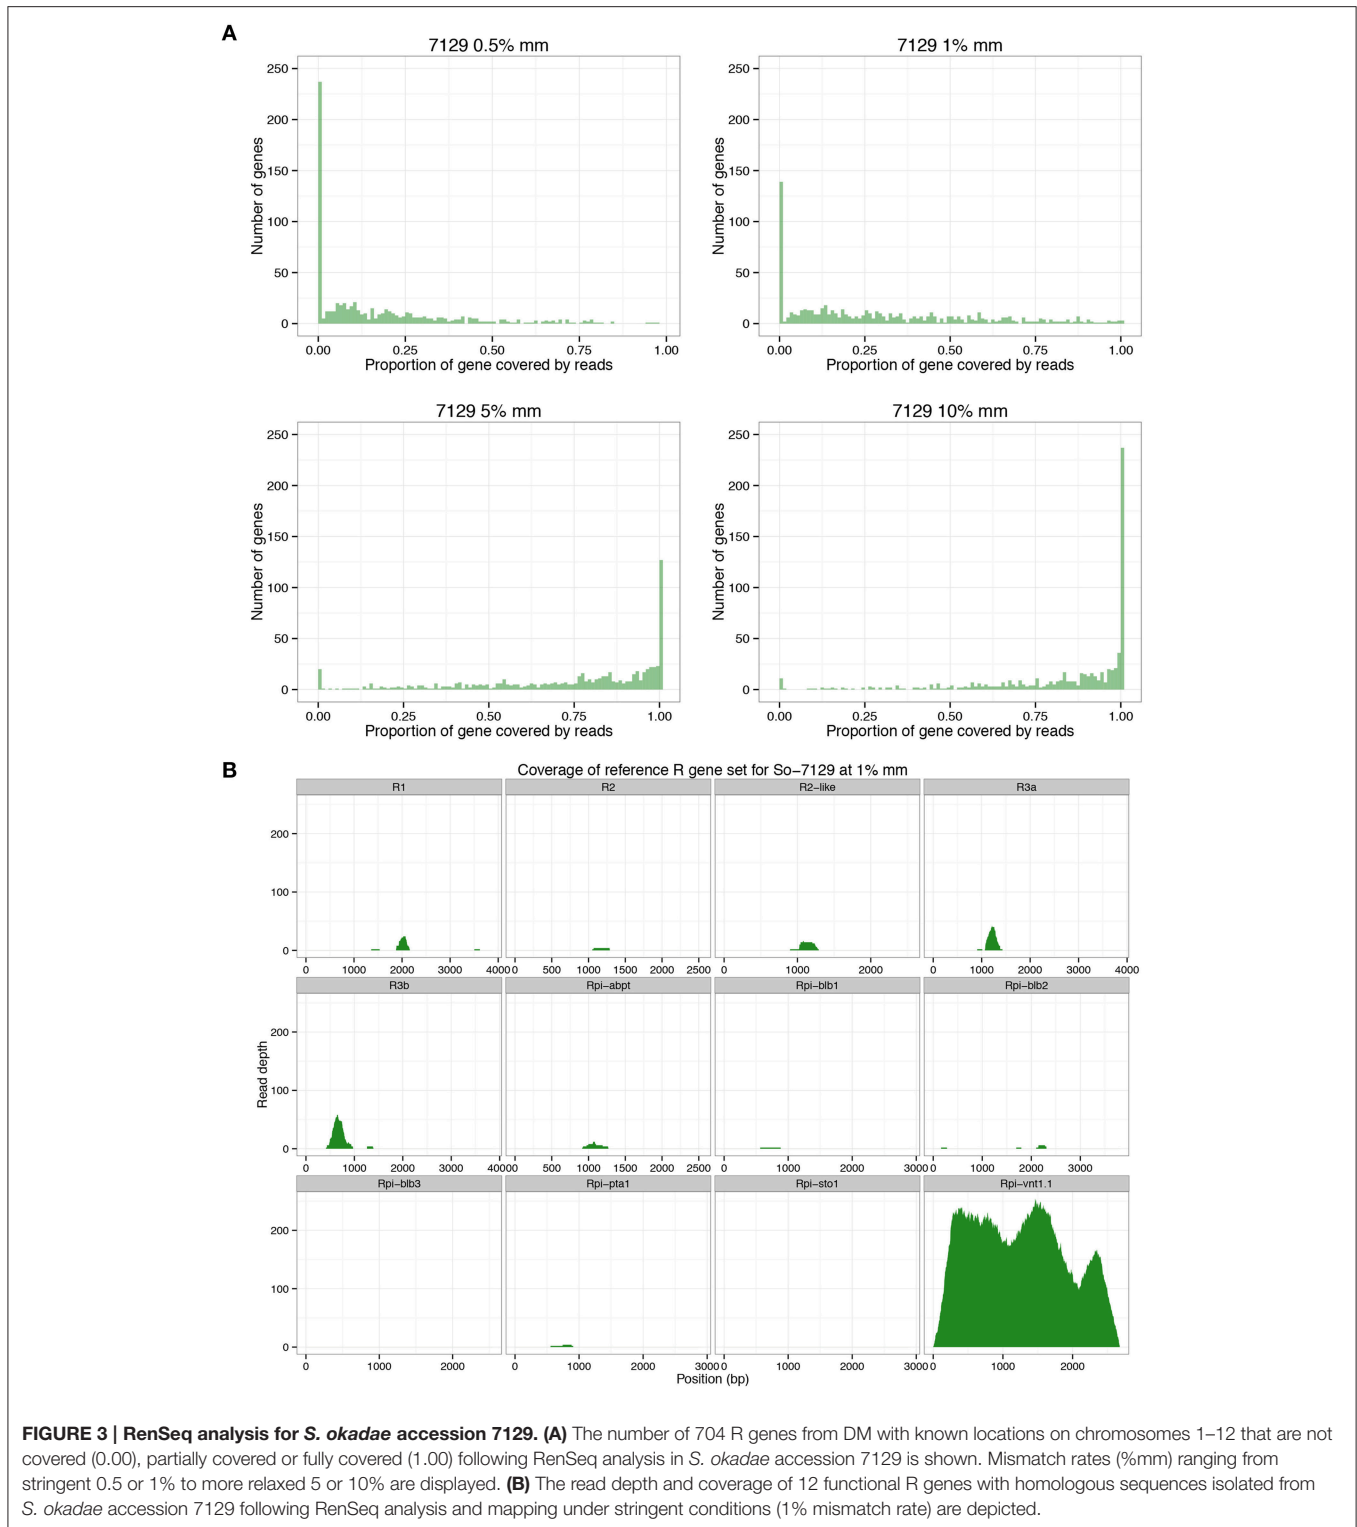 A
7129 0.5% mm
7129 1% mm
250
200
150
100
50
0
Number of genes
0.00 0.25 0.50 0.75 1.00
Proportion of gene covered by reads
250
200
150
100
50
0
Number of genes
0.00 0.25 0.50 0.75 1.00
Proportion of gene covered by reads
7129 5% mm
7129 10% mm
250
200
150
100
50
0
Number of genes
0.00 0.25 0.50 0.75 1.00
Proportion of gene covered by reads
250
200
150
100
50
0
Number of genes
0.00 0.25 0.50 0.75 1.00
Proportion of gene covered by reads
B
Coverage of reference R gene set for So−7129 at 1% mm
R1 R2 R2−like R3a
200
100
0
0 1000 2000 3000 4000
0 500 1000 1500 2000 2500
0 1000 2000
0 1000 2000 3000 4000
R3b Rpi−abpt Rpi−blb1 Rpi−blb2
200
100
0
Read depth
0 1000 2000 3000 4000
0 500 1000 1500 2000 2500
0 1000 2000 3000
0 1000 2000 3000
Rpi−blb3 Rpi−pta1 Rpi−sto1 Rpi−vnt1.1
200
100
0
0 1000 2000
0 1000 2000 3000
0 1000 2000 3000
0 1000 2000
Position (bp)
FIGURE 3 | RenSeq analysis for S. okadae accession 7129. (A) The number of 704 R genes from DM with known locations on chromosomes 1–12 that are not
covered (0.00), partially covered or fully covered (1.00) following RenSeq analysis in S. okadae accession 7129 is shown. Mismatch rates (%mm) ranging from
stringent 0.5 or 1% to more relaxed 5 or 10% are displayed. (B) The read depth and coverage of 12 functional R genes with homologous sequences isolated from
S. okadae accession 7129 following RenSeq analysis and mapping under stringent conditions (1% mismatch rate) are depicted.